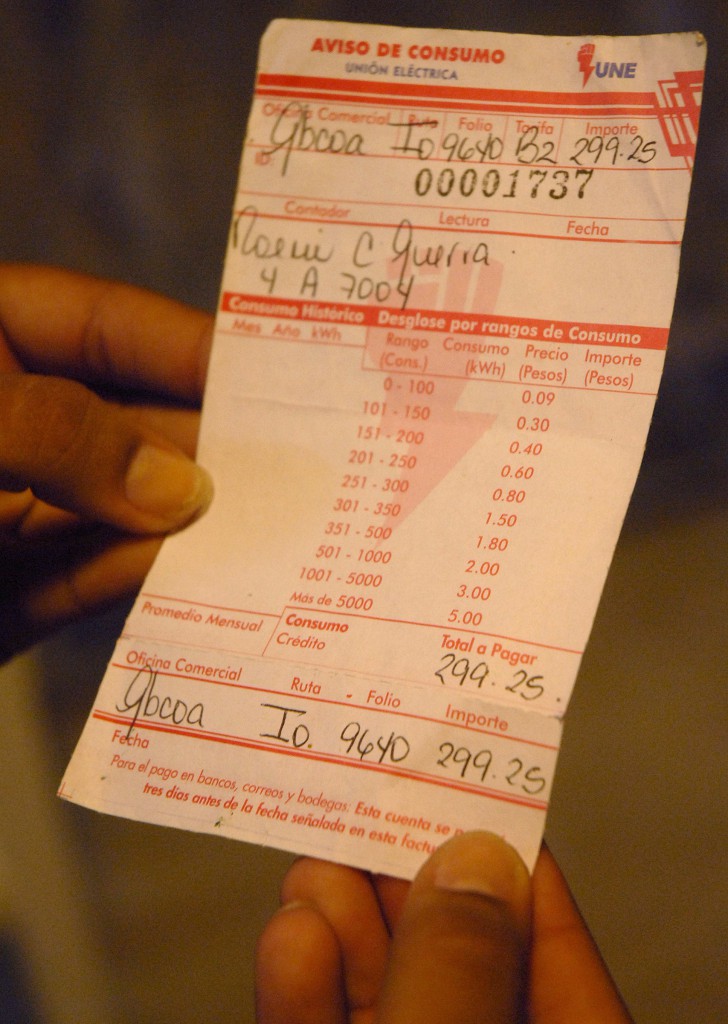 AVISO DE CONSUMO
UNIÓN ELÉCTRICA
UNE
Oficina Comercial Ruta Folio Tarifa Importe
Gbcoa Io 9640 B2 299.25
ID
00001737
Contador Lectura Fecha
Noemi C Guerra
4 A 7004
Consumo Histórico Desglose por rangos de Consumo
Mes Año kWh Rango (Cons.) Consumo (kWh) Precio (Pesos) Importe (Pesos)
0 - 100 0.09
101 - 150 0.30
151 - 200 0.40
201 - 250 0.60
251 - 300 0.80
301 - 350 1.50
351 - 500 1.80
501 - 1000 2.00
1001 - 5000 3.00
Más de 5000 5.00
Promedio Mensual Consumo Total a Pagar
Crédito 299.25.
Oficina Comercial Ruta Folio Importe
Gbcoa Io. 9640 299.25
Fecha
Para el pago en bancos, correos y bodegas: Esta cuenta se
tres días antes de la fecha señalada en esta